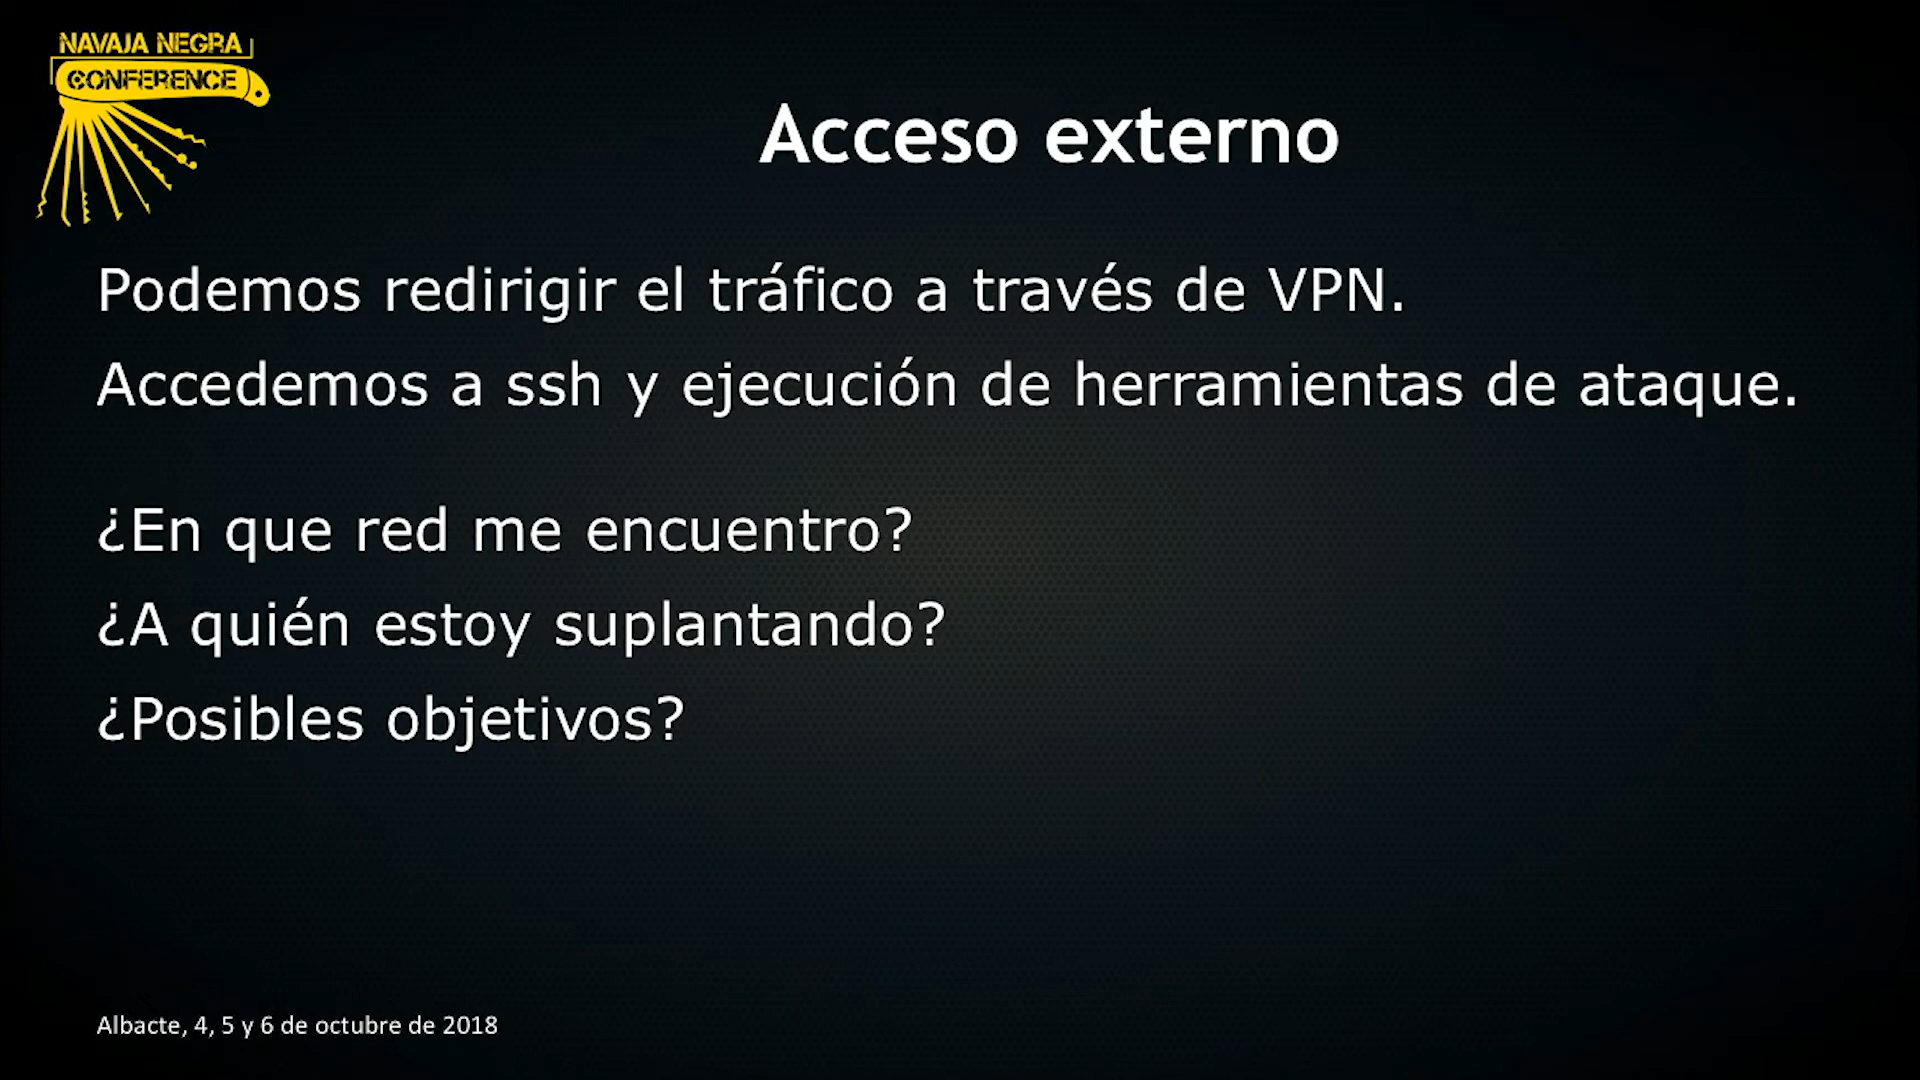 NAVAJA NEGRA
CONFERENCE
Acceso externo
Podemos redirigir el tráfico a través de VPN.
Accedemos a ssh y ejecución de herramientas de ataque.
¿En que red me encuentro?
¿A quién estoy suplantando?
¿Posibles objetivos?
Albacte, 4, 5 y 6 de octubre de 2018